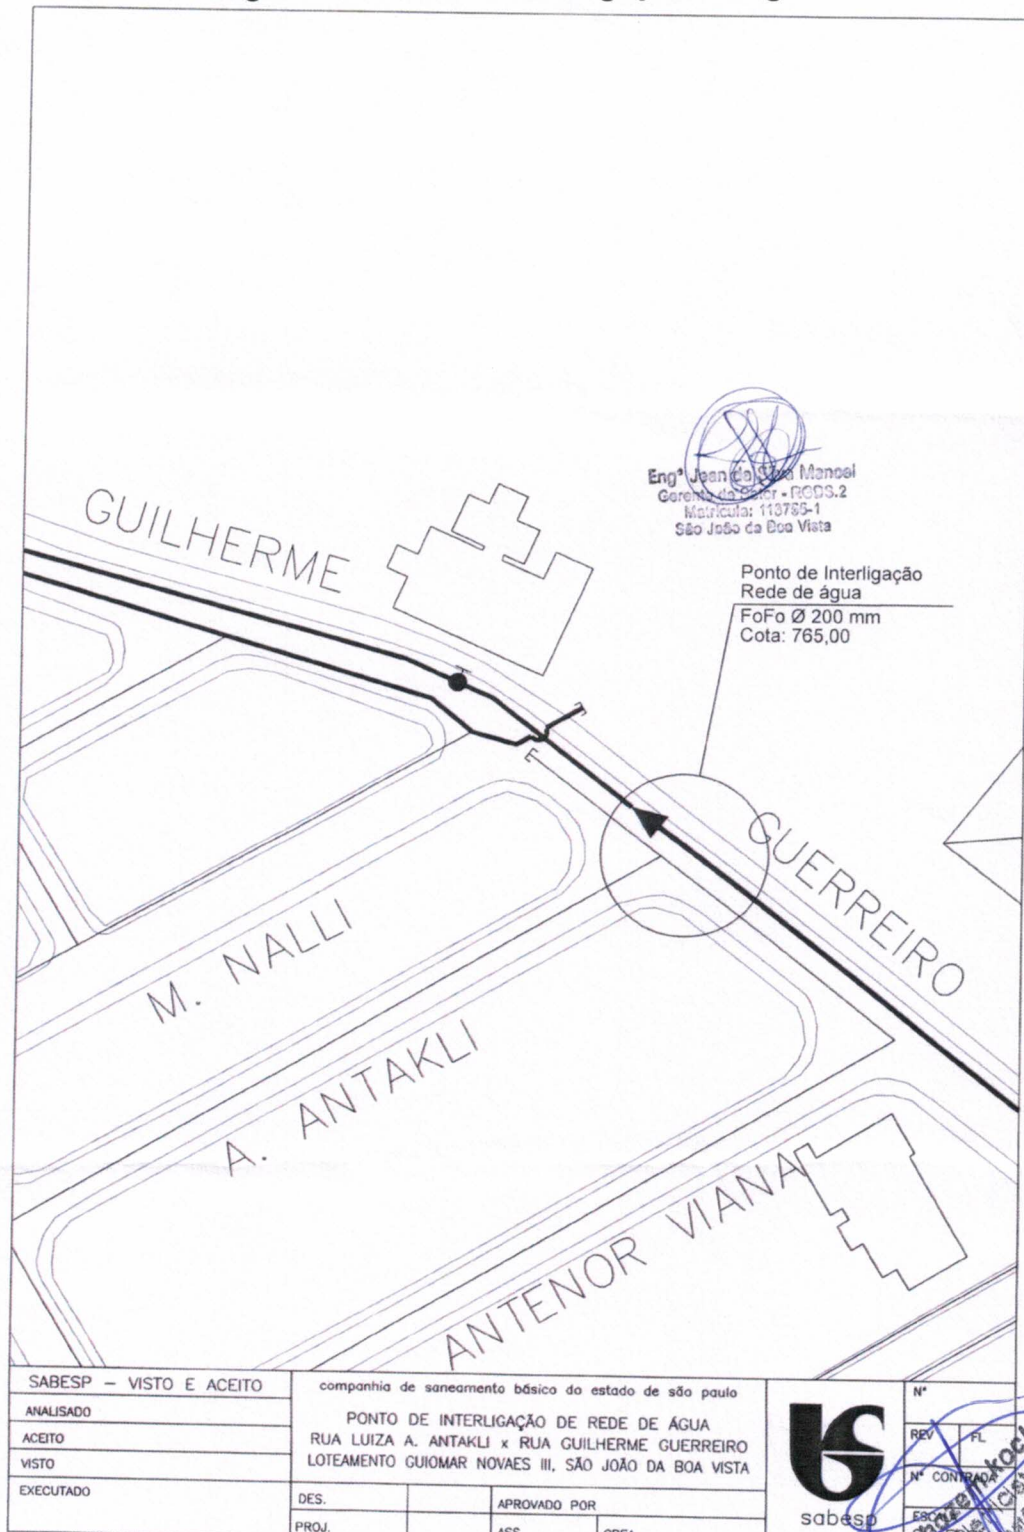 GUILHERME
Engº Jean da Silva Manoel
Gerente da Setor - RGDS.2
Matrícula: 113785-1
São João da Boa Vista
Ponto de Interligação
Rede de água
FoFo Ø 200 mm
Cota: 765,00
GUERREIRO
M. NALLI
A. ANTAKLI
ANTENOR VIANA
SABESP – VISTO E ACEITO
ANALISADO
ACEITO
VISTO
EXECUTADO
companhia de saneamento básico do estado de são paulo
PONTO DE INTERLIGAÇÃO DE REDE DE ÁGUA
RUA LUIZA A. ANTAKLI x RUA GUILHERME GUERREIRO
LOTEAMENTO GUIOMAR NOVAES III, SÃO JOÃO DA BOA VISTA
DES.
APROVADO POR
PROJ.
ASS.
CREA
sabesp
Nº
REV
FL
Nº CONTRADA
ESCALA